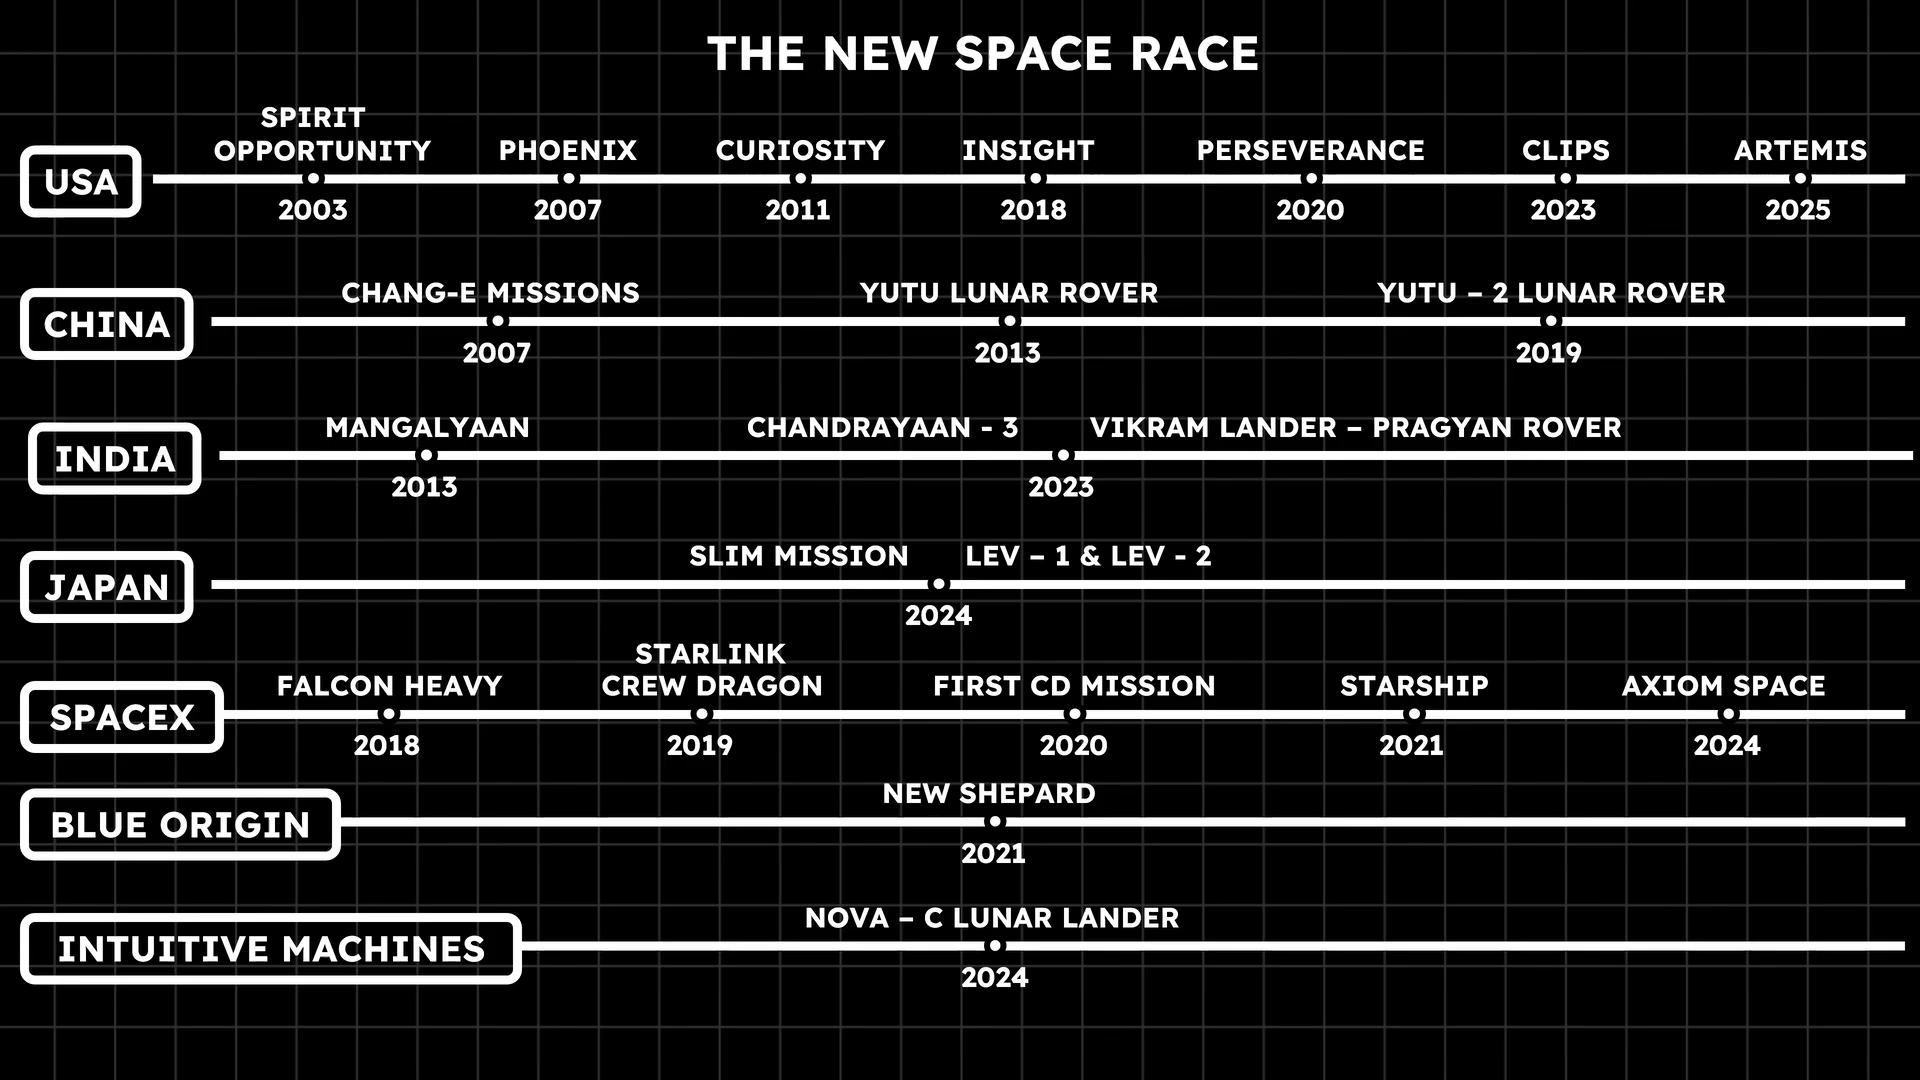 THE NEW SPACE RACE
USA
SPIRIT
OPPORTUNITY PHOENIX CURIOSITY INSIGHT PERSEVERANCE CLIPS ARTEMIS
2003 2007 2011 2018 2020 2023 2025
CHINA
CHANG-E MISSIONS YUTU LUNAR ROVER YUTU – 2 LUNAR ROVER
2007 2013 2019
INDIA
MANGALYAAN CHANDRAYAAN - 3 VIKRAM LANDER – PRAGYAN ROVER
2013 2023
JAPAN
SLIM MISSION LEV – 1 & LEV - 2
2024
SPACEX
STARLINK
FALCON HEAVY CREW DRAGON FIRST CD MISSION STARSHIP AXIOM SPACE
2018 2019 2020 2021 2024
BLUE ORIGIN
NEW SHEPARD
2021
INTUITIVE MACHINES
NOVA – C LUNAR LANDER
2024